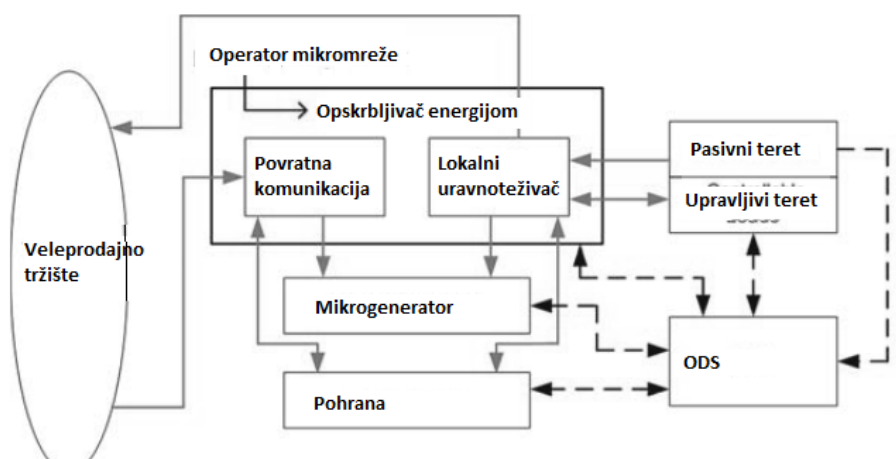 Operator mikromreže
Opskrbljivač energijom
Povratna
komunikacija
Lokalni
uravnoteživač
Pasivni teret
Upravljivi teret
Veleprodajno
tržište
Mikrogenerator
ODS
Pohrana